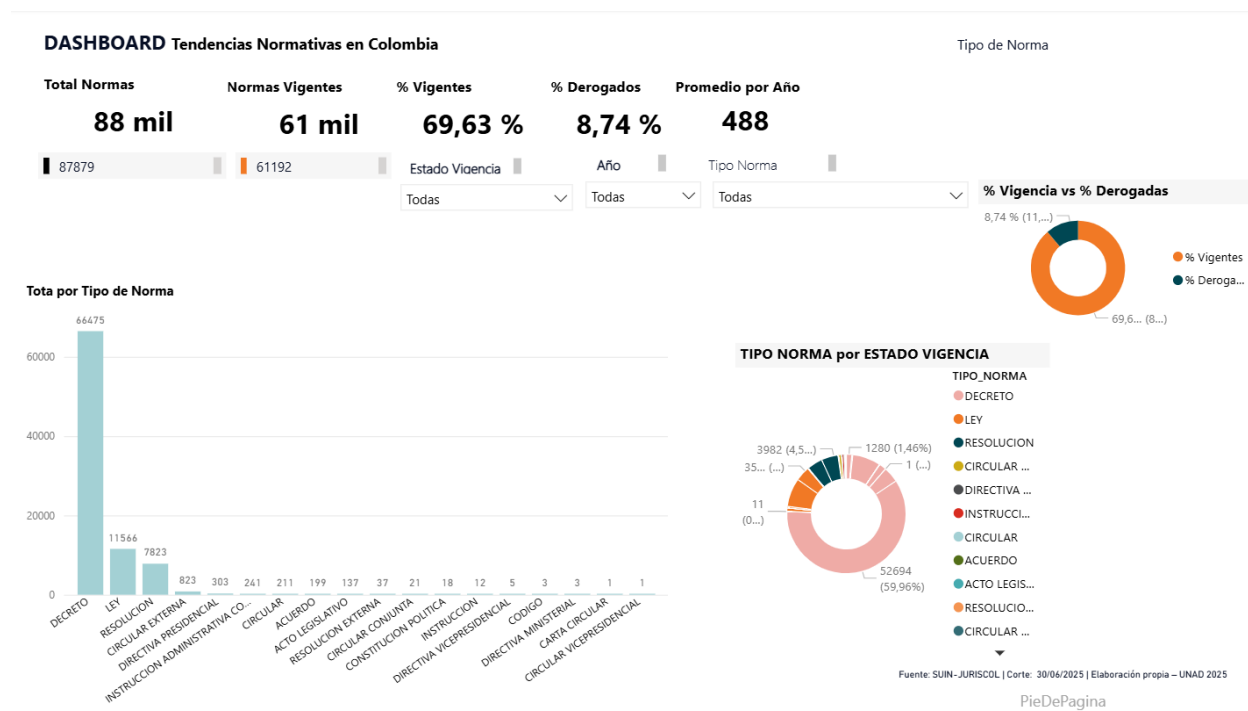 DASHBOARD Tendencias Normativas en Colombia
Tipo de Norma
Total Normas
Normas Vigentes
% Vigentes
% Derogados
Promedio por Año
88 mil
61 mil
69,63 %
8,74 %
488
87879
61192
Estado Vigencia
Año
Tipo Norma
Todas
Todas
Todas
% Vigencia vs % Derogadas
8,74 % (11,...)
% Vigentes
% Deroga...
69,6... (8...)
Tota por Tipo de Norma
66475
60000
40000
20000
0
11566
7823
823
303
241
211
199
137
37
21
18
12
5
3
3
1
1
DECRETO
LEY
RESOLUCION
CIRCULAR EXTERNA
DIRECTIVA PRESIDENCIAL
INSTRUCCION ADMINISTRATIVA CO...
CIRCULAR
ACUERDO
ACTO LEGISLATIVO
RESOLUCION EXTERNA
CIRCULAR CONJUNTA
CONSTITUCION POLITICA
INSTRUCCION
DIRECTIVA VICEPRESIDENCIAL
CODIGO
DIRECTIVA MINISTERIAL
CARTA CIRCULAR
CIRCULAR VICEPRESIDENCIAL
TIPO NORMA por ESTADO VIGENCIA
3982 (4,5...)
35... (...)
11
(0...)
1280 (1,46%)
1 (...)
52694
(59,96%)
TIPO_NORMA
DECRETO
LEY
RESOLUCION
CIRCULAR ...
DIRECTIVA ...
INSTRUCCI...
CIRCULAR
ACUERDO
ACTO LEGIS...
RESOLUCIO...
CIRCULAR ...
Fuente: SUIN-JURISCOL | Corte: 30/06/2025 | Elaboración propia – UNAD 2025
PieDePagina